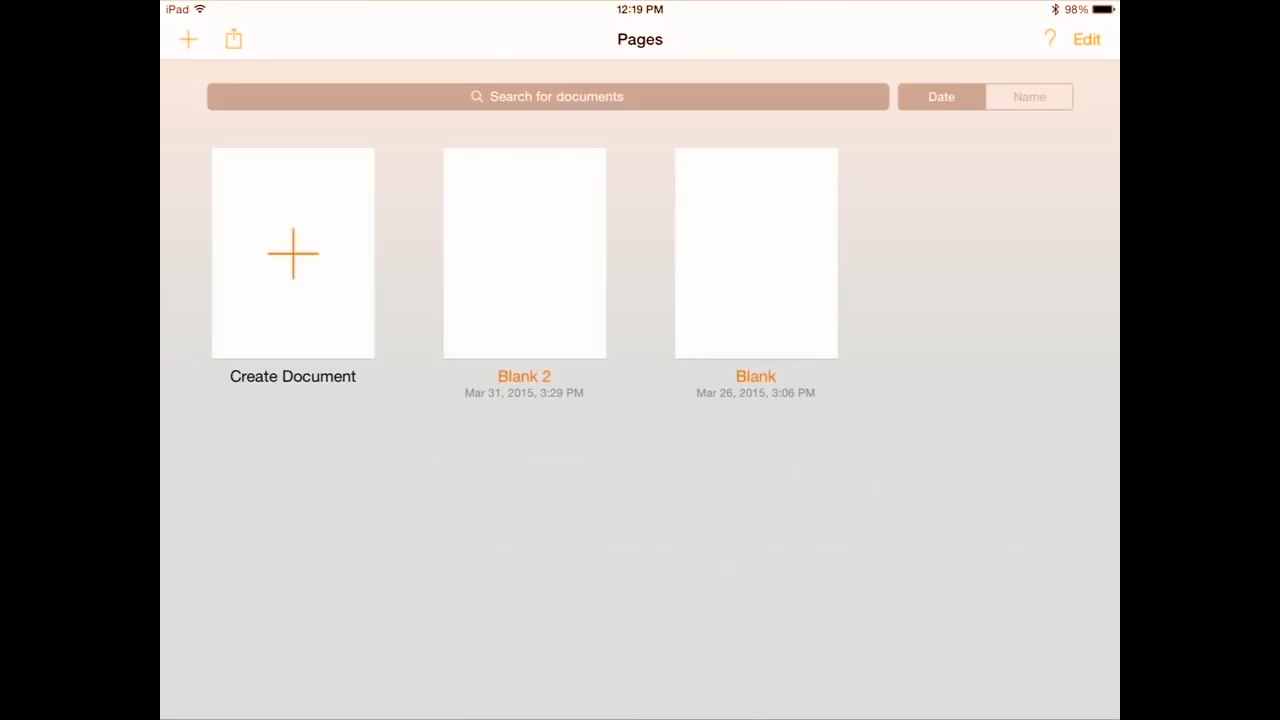 iPad 12:19 PM 98%
Pages ? Edit
Search for documents Date Name
Create Document Blank 2 Blank
Mar 31, 2015, 3:29 PM Mar 26, 2015, 3:06 PM